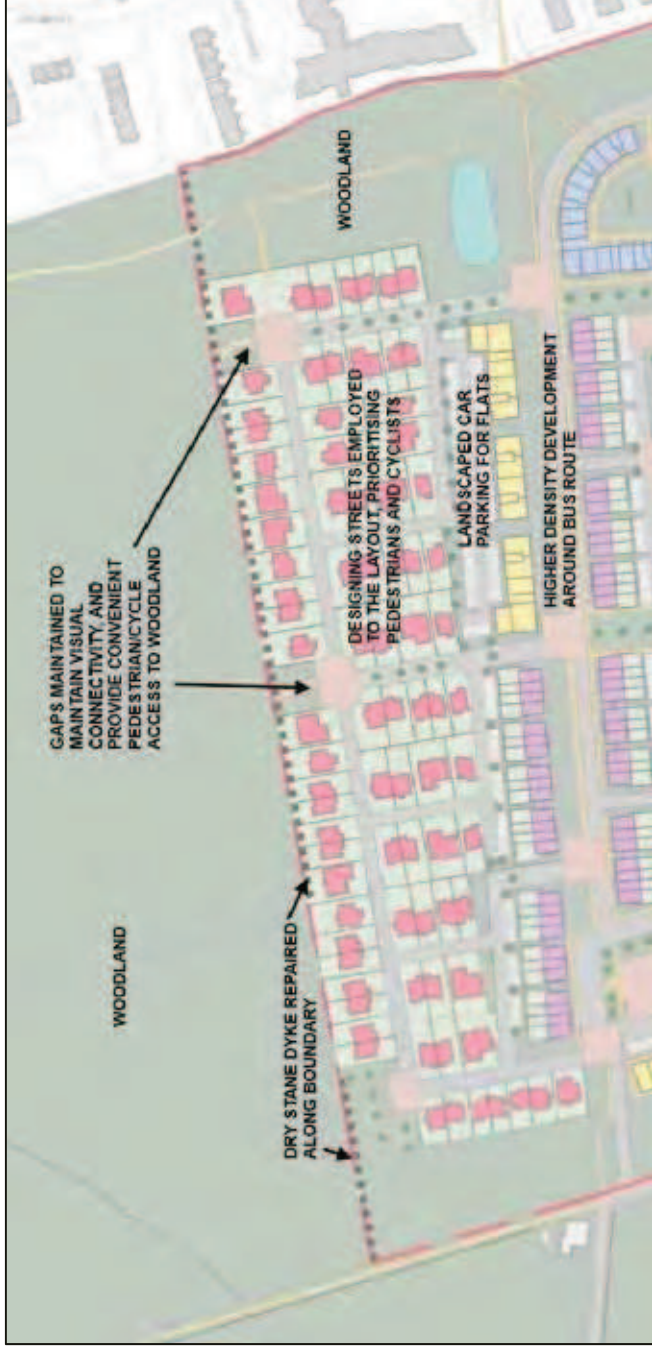 GAPS MAINTAINED TO
MAINTAIN VISUAL
CONNECTIVITY, AND
PROVIDE CONVENIENT
PEDESTRIAN/CYCLE
ACCESS TO WOODLAND
WOODLAND
WOODLAND
DRY STANE DYKE REPAIRED
ALONG BOUNDARY
DESIGNING STREETS EMPLOYED
TO THE LAYOUT, PRIORITISING
PEDESTRIANS AND CYCLISTS
LANDSCAPED CAR
PARKING FOR FLATS
HIGHER DENSITY DEVELOPMENT
AROUND BUS ROUTE